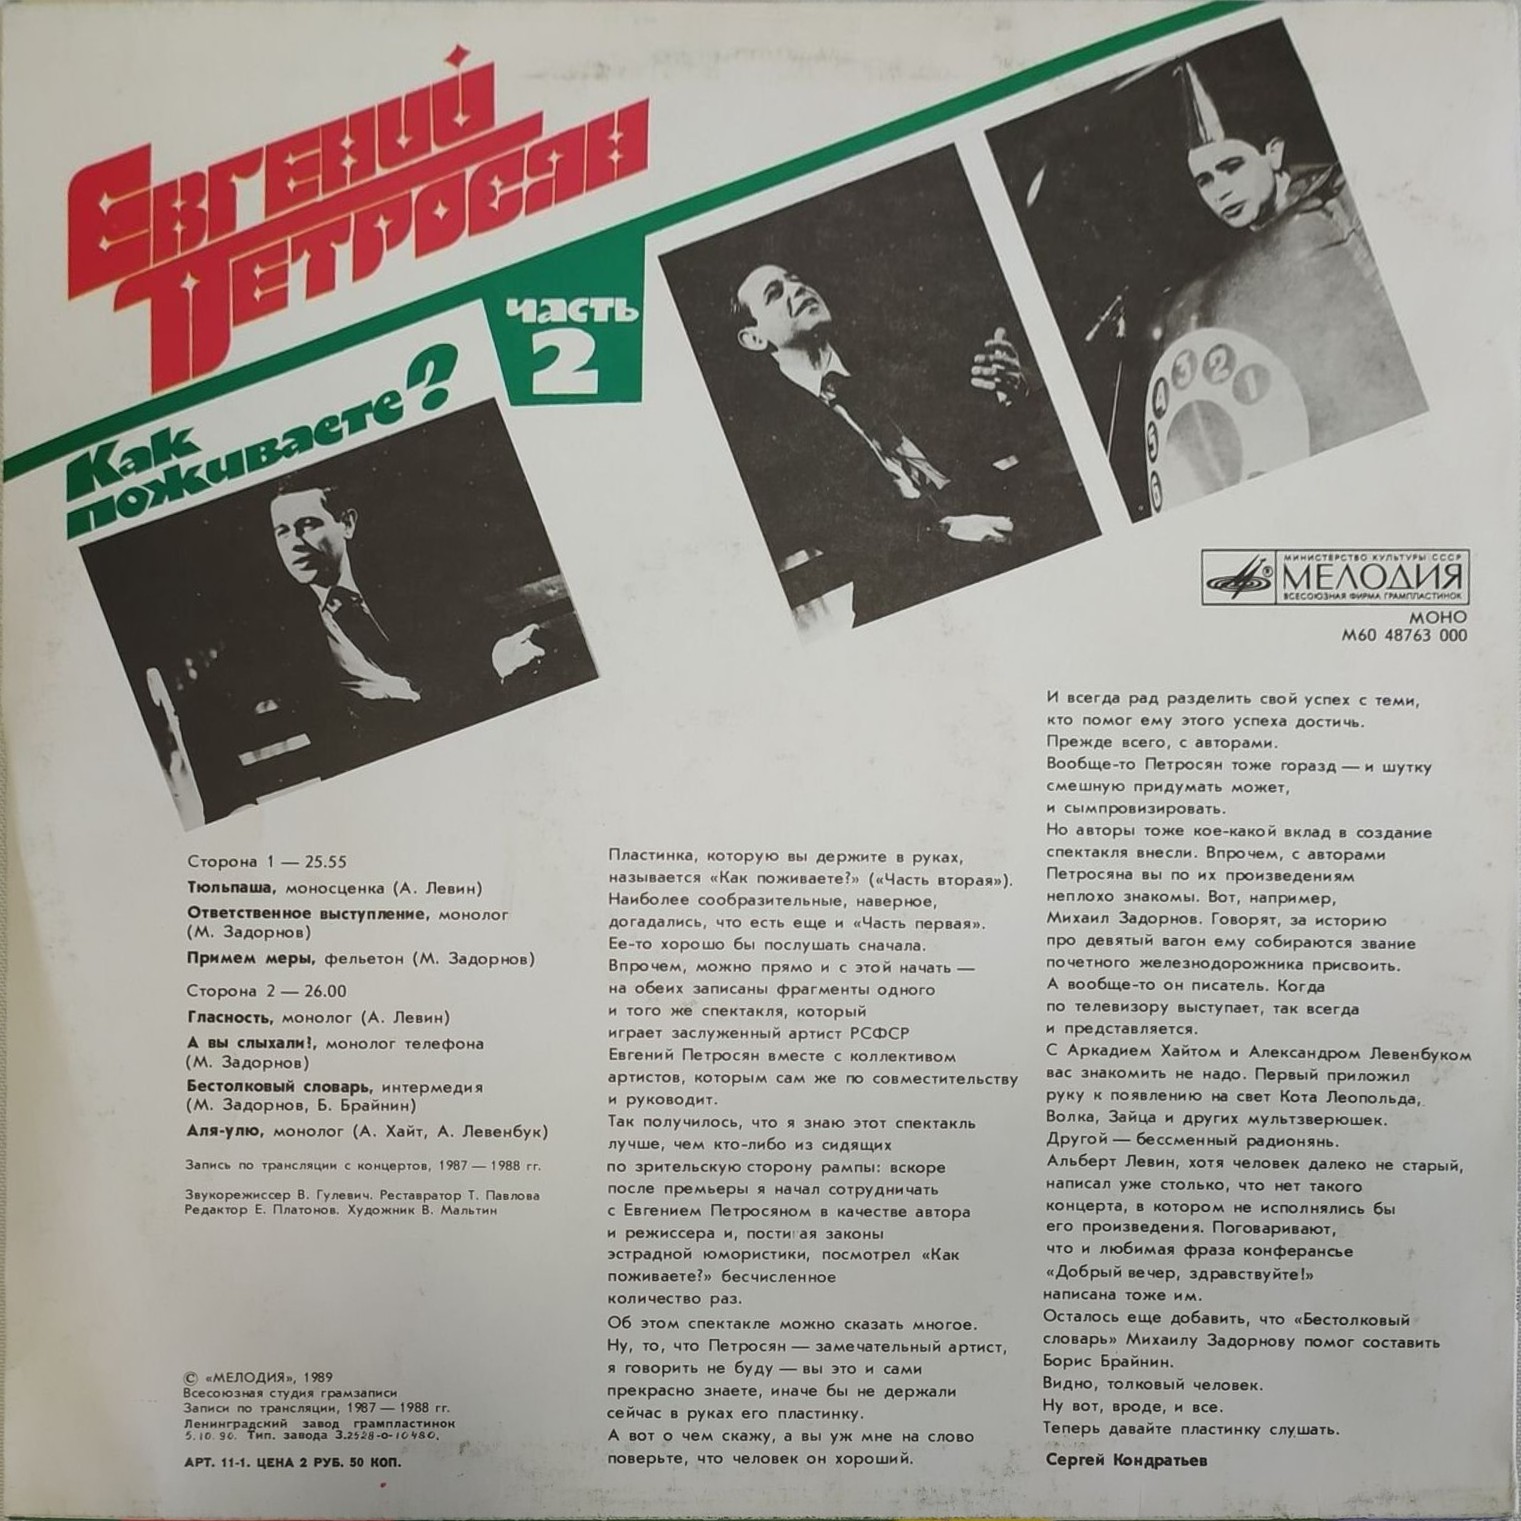 Евгений
Петросян
часть
2
Как
поживаете?
4 3 2 1
5
6
МИНИСТЕРСТВО КУЛЬТУРЫ СССР
МЕЛОДИЯ
ВСЕСОЮЗНАЯ ФИРМА ГРАМПЛАСТИНОК
МОНО
М60 48763 000
Сторона 1 — 25.55
Тюльпаша, моносценка (А. Левин)
Ответственное выступление, монолог
(М. Задорнов)
Примем меры, фельетон (М. Задорнов)
Сторона 2 — 26.00
Гласность, монолог (А. Левин)
А вы слыхали?, монолог телефона
(М. Задорнов)
Бестолковый словарь, интермедия
(М. Задорнов, Б. Брайнин)
Аля-улю, монолог (А. Хайт, А. Левенбук)
Запись по трансляции с концертов, 1987 — 1988 гг.
Звукорежиссер В. Гулевич. Реставратор Т. Павлова
Редактор Е. Платонов. Художник В. Мальтин
© «МЕЛОДИЯ», 1989
Всесоюзная студия грамзаписи
Записи по трансляции, 1987 — 1988 гг.
Ленинградский завод грампластинок
5.10.90. Тип. завода З.2528-0-10480.
АРТ. 11-1. ЦЕНА 2 РУБ. 50 КОП.
Пластинка, которую вы держите в руках,
называется «Как поживаете?» («Часть вторая»).
Наиболее сообразительные, наверное,
догадались, что есть еще и «Часть первая».
Ее-то хорошо бы послушать сначала.
Впрочем, можно прямо и с этой начать —
на обеих записаны фрагменты одного
и того же спектакля, который
играет заслуженный артист РСФСР
Евгений Петросян вместе с коллективом
артистов, которым сам же по совместительству
и руководит.
Так получилось, что я знаю этот спектакль
лучше, чем кто-либо из сидящих
по зрительскую сторону рампы: вскоре
после премьеры я начал сотрудничать
с Евгением Петросяном в качестве автора
и режиссера и, постигая законы
эстрадной юмористики, посмотрел «Как
поживаете?» бесчисленное
количество раз.
Об этом спектакле можно сказать многое.
Ну, то, что Петросян — замечательный артист,
я говорить не буду — вы это и сами
прекрасно знаете, иначе бы не держали
сейчас в руках его пластинку.
А вот о чем скажу, а вы уж мне на слово
поверьте, что человек он хороший.
И всегда рад разделить свой успех с теми,
кто помог ему этого успеха достичь.
Прежде всего, с авторами.
Вообще-то Петросян тоже горазд — и шутку
смешную придумать может,
и сымпровизировать.
Но авторы тоже кое-какой вклад в создание
спектакля внесли. Впрочем, с авторами
Петросяна вы по их произведениям
неплохо знакомы. Вот, например,
Михаил Задорнов. Говорят, за историю
про девятый вагон ему собираются звание
почетного железнодорожника присвоить.
А вообще-то он писатель. Когда
по телевизору выступает, так всегда
и представляется.
С Аркадием Хайтом и Александром Левенбуком
вас знакомить не надо. Первый приложил
руку к появлению на свет Кота Леопольда,
Волка, Зайца и других мультзверюшек.
Другой — бессменный радионянь.
Альберт Левин, хотя человек далеко не старый,
написал уже столько, что нет такого
концерта, в котором не исполнялись бы
его произведения. Поговаривают,
что и любимая фраза конферансье
«Добрый вечер, здравствуйте!»
написана тоже им.
Осталось еще добавить, что «Бестолковый
словарь» Михаилу Задорнову помог составить
Борис Брайнин.
Видно, толковый человек.
Ну вот, вроде, и все.
Теперь давайте пластинку слушать.
Сергей Кондратьев